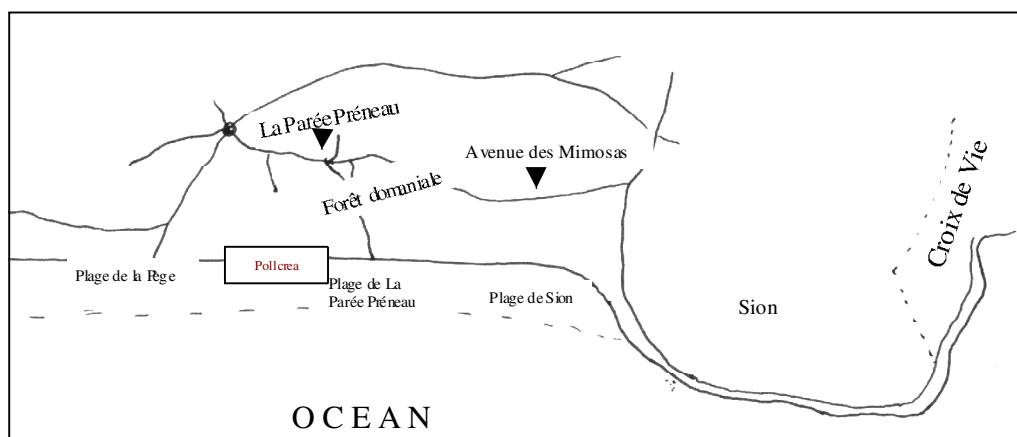 La Parée Préneau
Avenue des Mimosas
Forêt domaniale
Croix de Vie
Plage de la Pège
Pollcrea
Plage de La
Parée Préneau
Plage de Sion
Sion
OCEAN